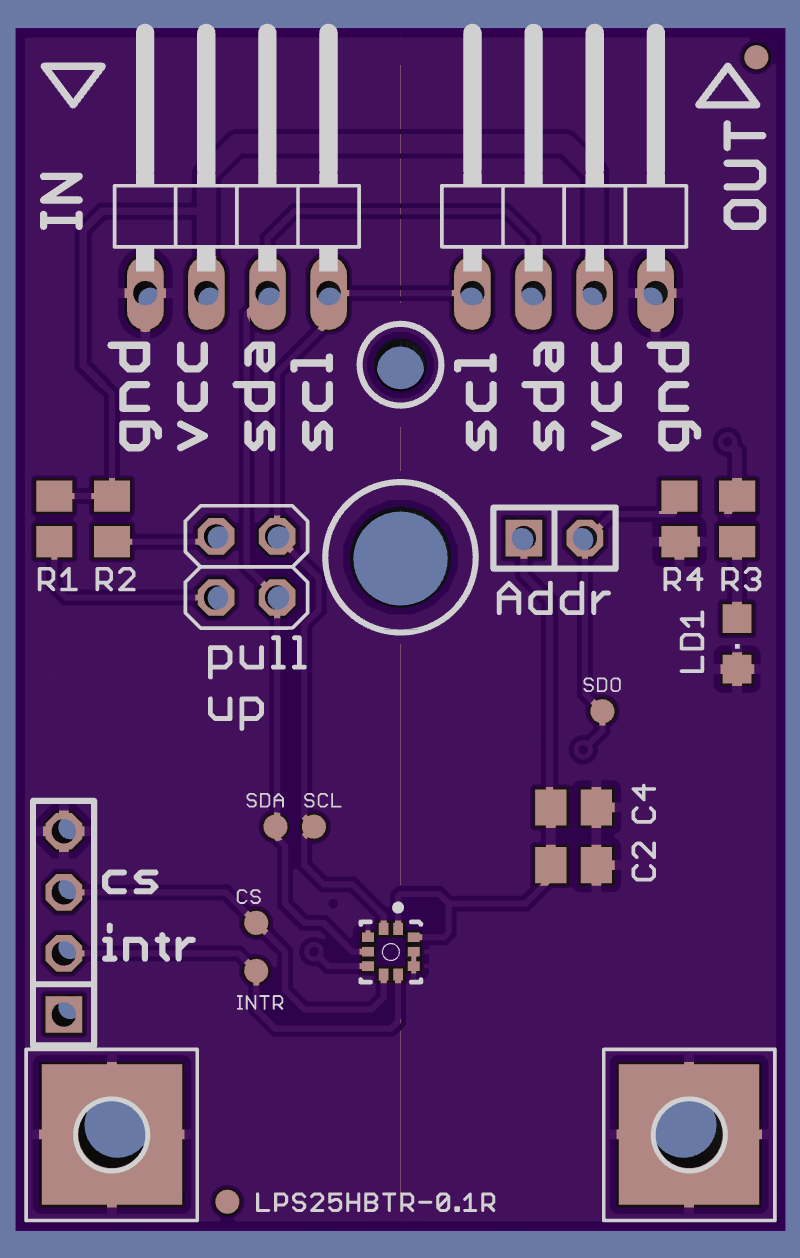 IN
OUT
gnd
vcc
sda
scl
scl
sda
vcc
gnd
R1
R2
R4
R3
Addr
LD1
pull
up
SDO
SDA
SCL
C4
C2
cs
CS
intr
INTR
LPS25HBTR-0.1R